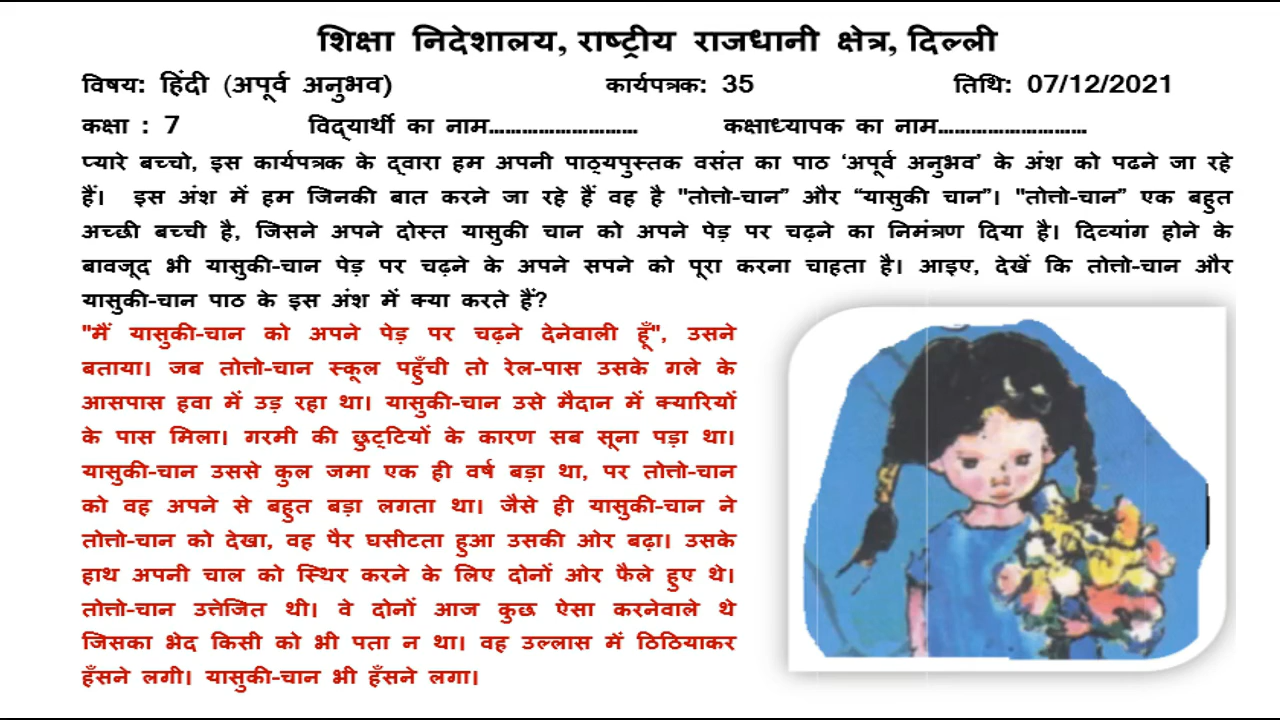 शिक्षा निदेशालय, राष्ट्रीय राजधानी क्षेत्र, दिल्ली
विषय: हिंदी (अपूर्व अनुभव) कार्यपत्रक: 35 तिथि: 07/12/2021
कक्षा : 7 विद्यार्थी का नाम............................ कक्षाध्यापक का नाम............................
प्यारे बच्चो, इस कार्यपत्रक के द्वारा हम अपनी पाठ्यपुस्तक वसंत का पाठ ‘अपूर्व अनुभव’ के अंश को पढने जा रहे
हैं। इस अंश में हम जिनकी बात करने जा रहे हैं वह है "तोत्तो-चान” और “यासुकी चान”। "तोत्तो-चान” एक बहुत
अच्छी बच्ची है, जिसने अपने दोस्त यासुकी चान को अपने पेड़ पर चढ़ने का निमंत्रण दिया है। दिव्यांग होने के
बावजूद भी यासुकी-चान पेड़ पर चढ़ने के अपने सपने को पूरा करना चाहता है। आइए, देखें कि तोत्तो-चान और
यासुकी-चान पाठ के इस अंश में क्या करते हैं?
"मैं यासुकी-चान को अपने पेड़ पर चढ़ने देनेवाली हूँ", उसने
बताया। जब तोत्तो-चान स्कूल पहुँची तो रेल-पास उसके गले के
आसपास हवा में उड़ रहा था। यासुकी-चान उसे मैदान में क्यारियों
के पास मिला। गरमी की छुट्टियों के कारण सब सूना पड़ा था।
यासुकी-चान उससे कुल जमा एक ही वर्ष बड़ा था, पर तोत्तो-चान
को वह अपने से बहुत बड़ा लगता था। जैसे ही यासुकी-चान ने
तोत्तो-चान को देखा, वह पैर घसीटता हुआ उसकी ओर बढ़ा। उसके
हाथ अपनी चाल को स्थिर करने के लिए दोनों ओर फैले हुए थे।
तोत्तो-चान उत्तेजित थी। वे दोनों आज कुछ ऐसा करनेवाले थे
जिसका भेद किसी को भी पता न था। वह उल्लास में ठिठियाकर
हँसने लगी। यासुकी-चान भी हँसने लगा।